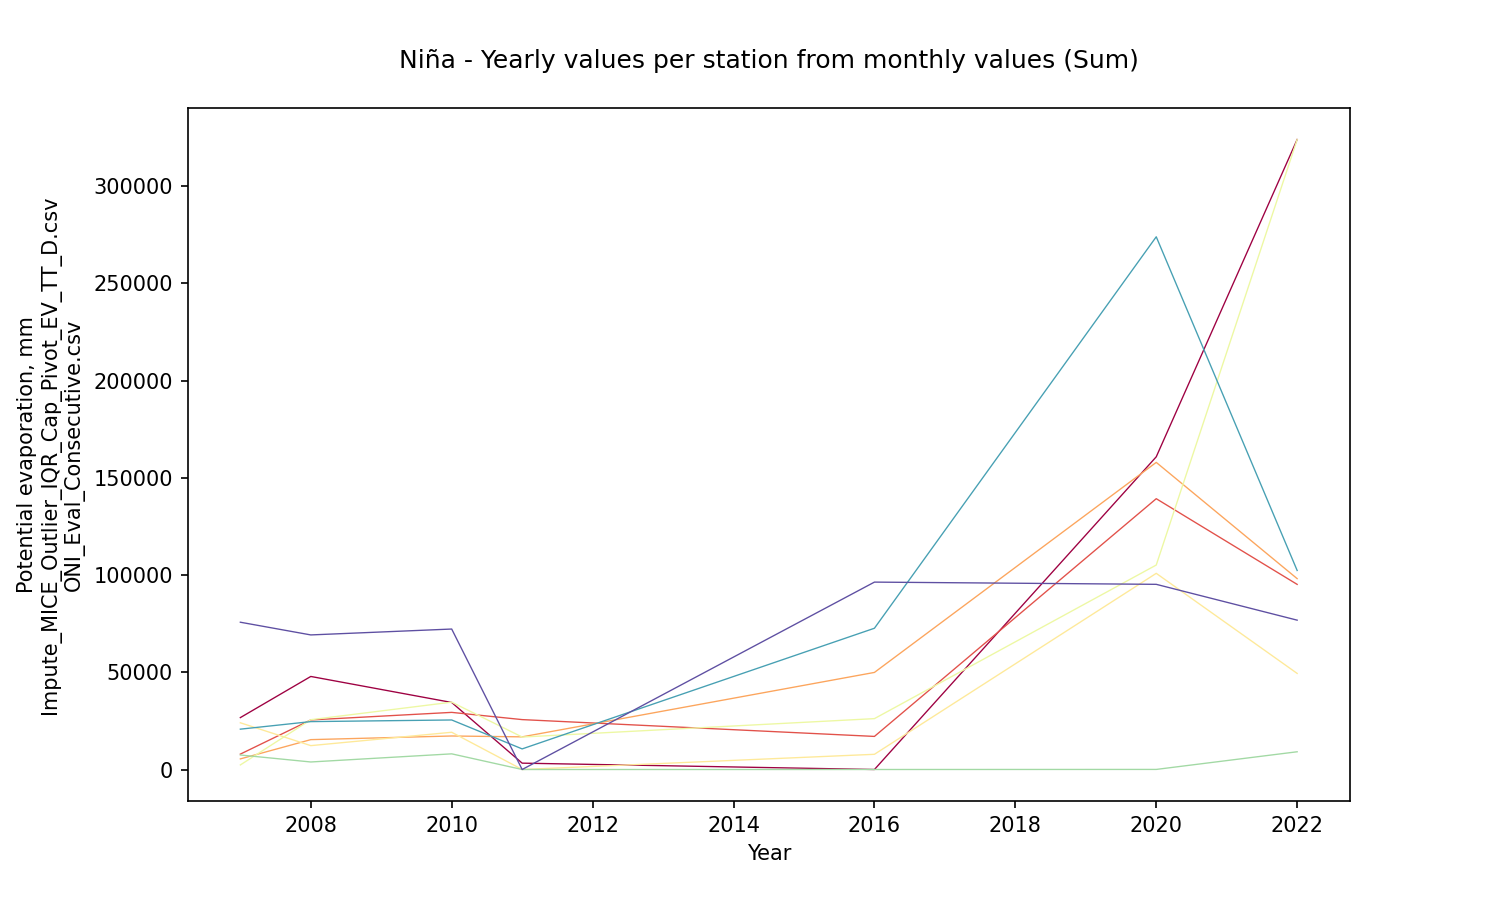 Niña - Yearly values per station from monthly values (Sum)
Potential evaporation, mm
Impute_MICE_Outlier_IQR_Cap_Pivot_EV_TT_D.csv
ONI_Eval_Consecutive.csv
300000
250000
200000
150000
100000
50000
0
2008 2010 2012 2014 2016 2018 2020 2022
Year